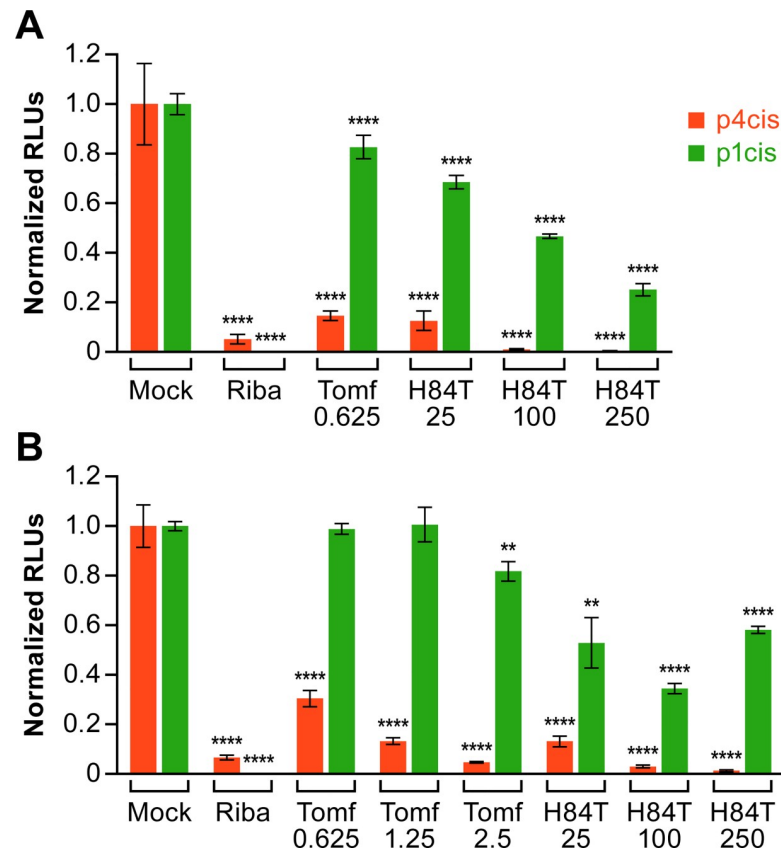 A
Normalized RLUs
1.2
1.0
0.8
0.6
0.4
0.2
0
**** **** **** **** **** **** **** **** **** ****
p4cis
p1cis
Mock Riba Tomf H84T H84T H84T
0.625 25 100 250
B
Normalized RLUs
1.2
1.0
0.8
0.6
0.4
0.2
0
**** **** **** **** **** ** **** ** **** **** **** ****
Mock Riba Tomf Tomf Tomf H84T H84T H84T
0.625 1.25 2.5 25 100 250